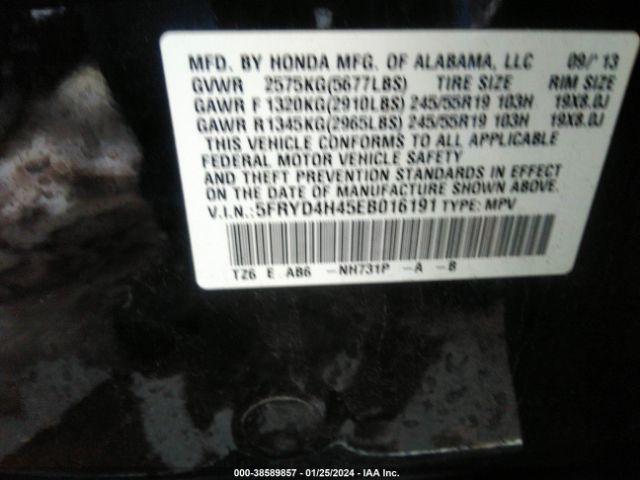 MFD. BY HONDA MFG. OF ALABAMA, LLC 09/'13
GVWR 2575KG(5677LBS) TIRE SIZE RIM SIZE
GAWR F 1320KG(2910LBS) 245/55R19 103H 19X8.0J
GAWR R 1345KG(2965LBS) 245/55R19 103H 19X8.0J
THIS VEHICLE CONFORMS TO ALL APPLICABLE
FEDERAL MOTOR VEHICLE SAFETY
AND THEFT PREVENTION STANDARDS IN EFFECT
ON THE DATE OF MANUFACTURE SHOWN ABOVE.
V.I.N.:5FRYD4H45EB016191 TYPE: MPV
TZ6 E AB6 -NH731P -A -B
000-38589857 - 01/25/2024 - IAA Inc.